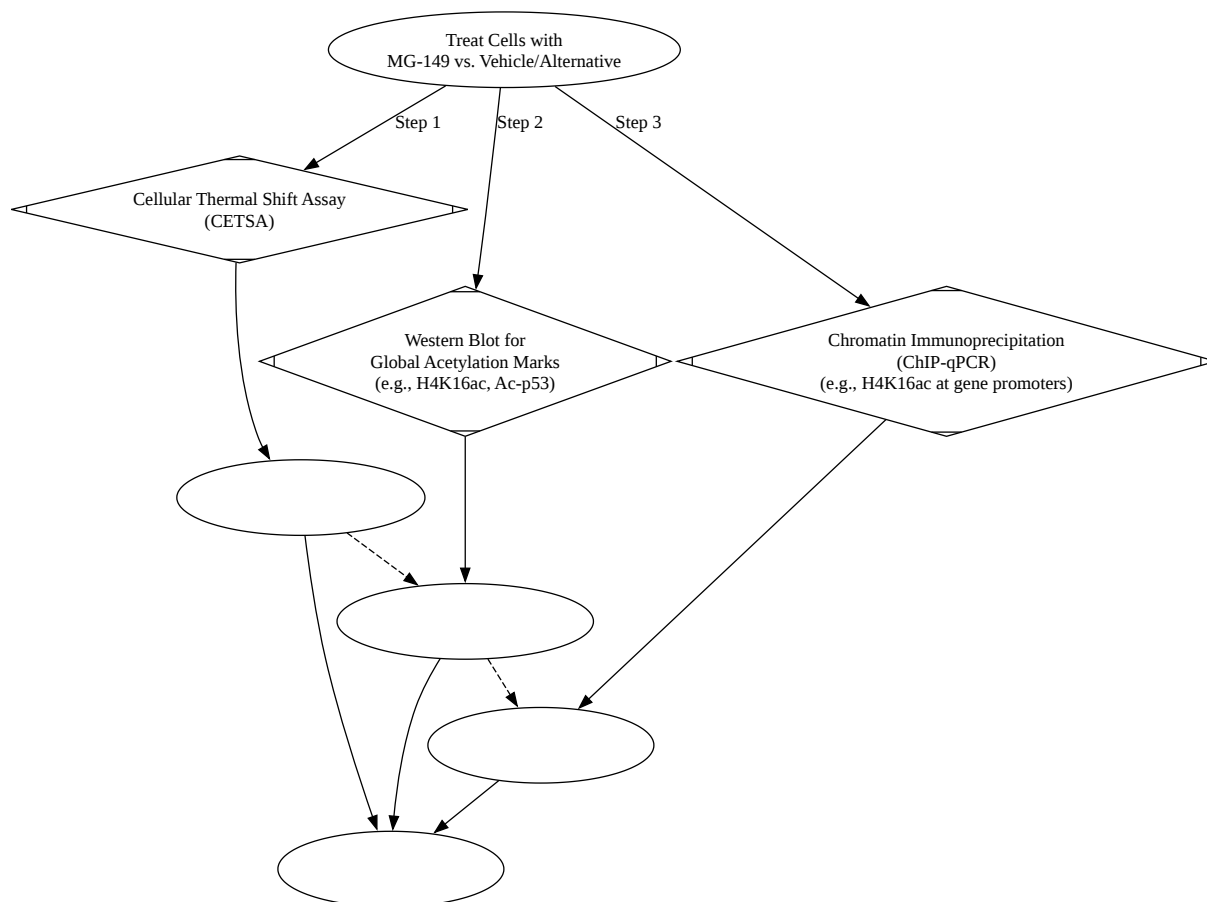 Treat Cells with
MG-149 vs. Vehicle/Alternative
Step 1
Step 2
Step 3
Cellular Thermal Shift Assay
(CETSA)
Western Blot for
Global Acetylation Marks
(e.g., H4K16ac, Ac-p53)
Chromatin Immunoprecipitation
(ChIP-qPCR)
(e.g., H4K16ac at gene promoters)